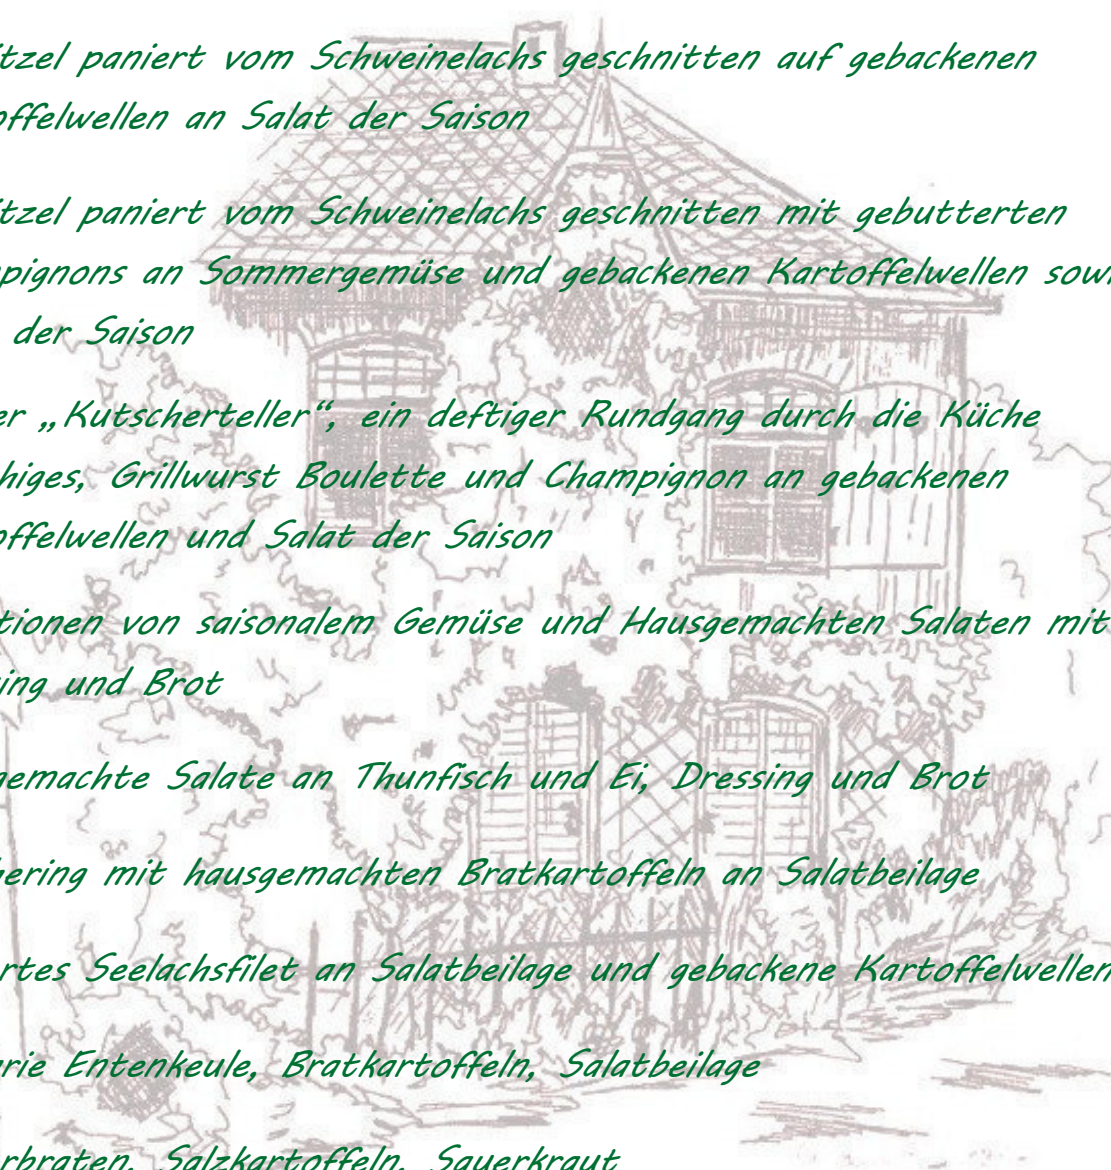 itzel paniert vom Schweinelachs geschnitten auf gebackenen
offelwellen an Salat der Saison
itzel paniert vom Schweinelachs geschnitten mit gebutterten
pignons an Sommergemüse und gebackenen Kartoffelwellen sowi
der Saison
er „Kutscherteller“, ein deftiger Rundgang durch die Küche
higes, Grillwurst Boulette und Champignon an gebackenen
offelwellen und Salat der Saison
tionen von saisonalem Gemüse und Hausgemachten Salaten mit
ing und Brot
gemachte Salate an Thunfisch und Ei, Dressing und Brot
hering mit hausgemachten Bratkartoffeln an Salatbeilage
rtes Seelachsfilet an Salatbeilage und gebackene Kartoffelwellen
rie Entenkeule, Bratkartoffeln, Salatbeilage
rbraten, Salzkartoffeln, Sauerkraut